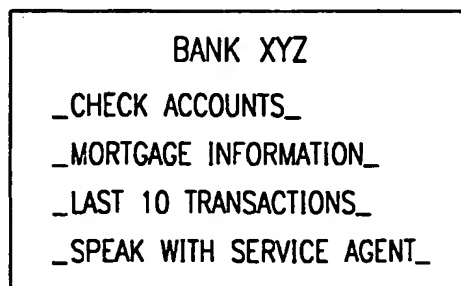 BANK XYZ
_CHECK ACCOUNTS_
_MORTGAGE INFORMATION_
_LAST 10 TRANSACTIONS_
_SPEAK WITH SERVICE AGENT_